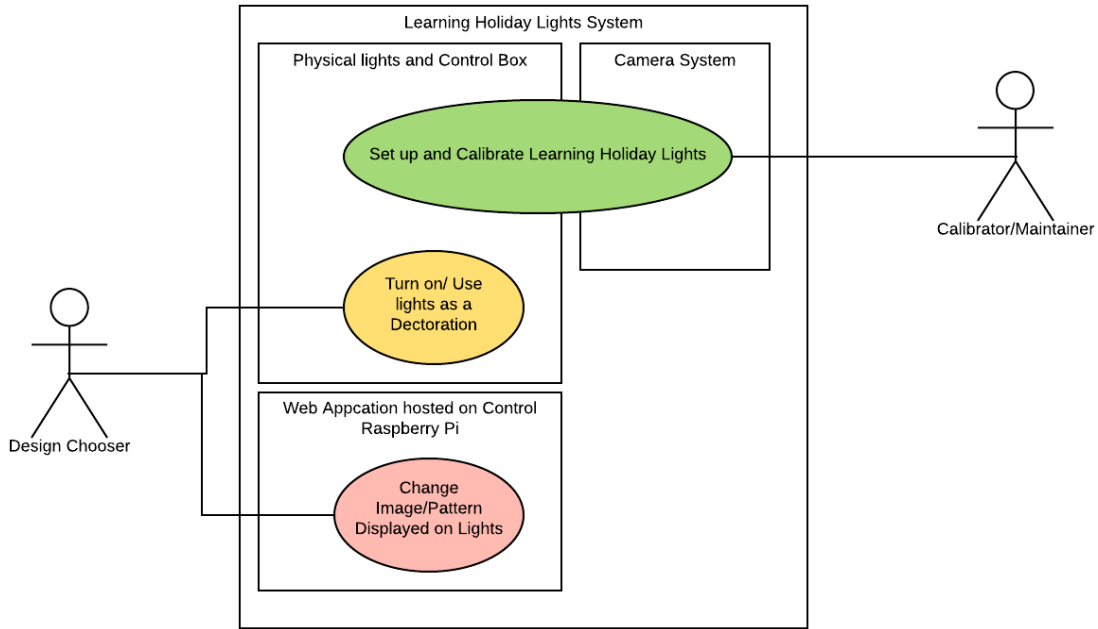 Learning Holiday Lights System
Physical lights and Control Box
Camera System
Set up and Calibrate Learning Holiday Lights
Calibrator/Maintainer
Turn on/ Use
lights as a
Dectoration
Design Chooser
Web Appcation hosted on Control
Raspberry Pi
Change
Image/Pattern
Displayed on Lights